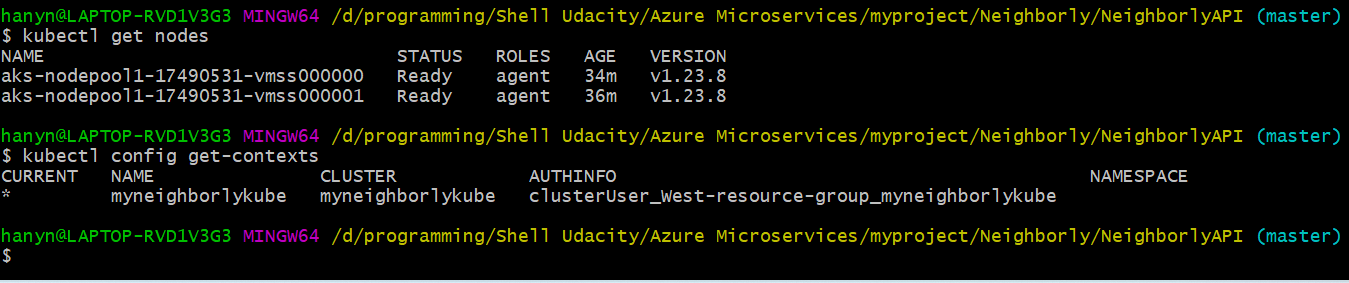 hanyn@LAPTOP-RVD1V3G3 MINGW64 /d/programming/Shell Udacity/Azure Microservices/myproject/Neighborly/NeighborlyAPI (master)
$ kubectl get nodes
NAME                                STATUS   ROLES   AGE   VERSION
aks-nodepool1-17490531-vmss000000   Ready    agent   34m   v1.23.8
aks-nodepool1-17490531-vmss000001   Ready    agent   36m   v1.23.8
hanyn@LAPTOP-RVD1V3G3 MINGW64 /d/programming/Shell Udacity/Azure Microservices/myproject/Neighborly/NeighborlyAPI (master)
$ kubectl config get-contexts
CURRENT   NAME               CLUSTER            AUTHINFO                                           NAMESPACE
*         myneighborlykube   myneighborlykube   clusterUser_West-resource-group_myneighborlykube
hanyn@LAPTOP-RVD1V3G3 MINGW64 /d/programming/Shell Udacity/Azure Microservices/myproject/Neighborly/NeighborlyAPI (master)
$